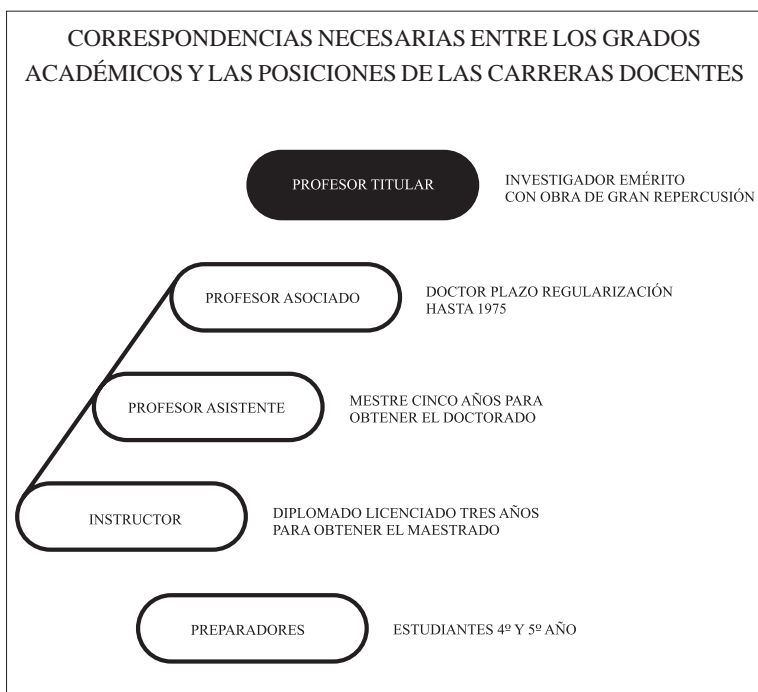 CORRESPONDENCIAS NECESARIAS ENTRE LOS GRADOS
ACADÉMICOS Y LAS POSICIONES DE LAS CARRERAS DOCENTES
PROFESOR TITULAR
INVESTIGADOR EMÉRITO
CON OBRA DE GRAN REPERCUSIÓN
PROFESOR ASOCIADO
DOCTOR PLAZO REGULARIZACIÓN
HASTA 1975
PROFESOR ASISTENTE
MESTRE CINCO AÑOS PARA
OBTENER EL DOCTORADO
INSTRUCTOR
DIPLOMADO LICENCIADO TRES AÑOS
PARA OBTENER EL MAESTRADO
PREPARADORES
ESTUDIANTES 4º Y 5º AÑO